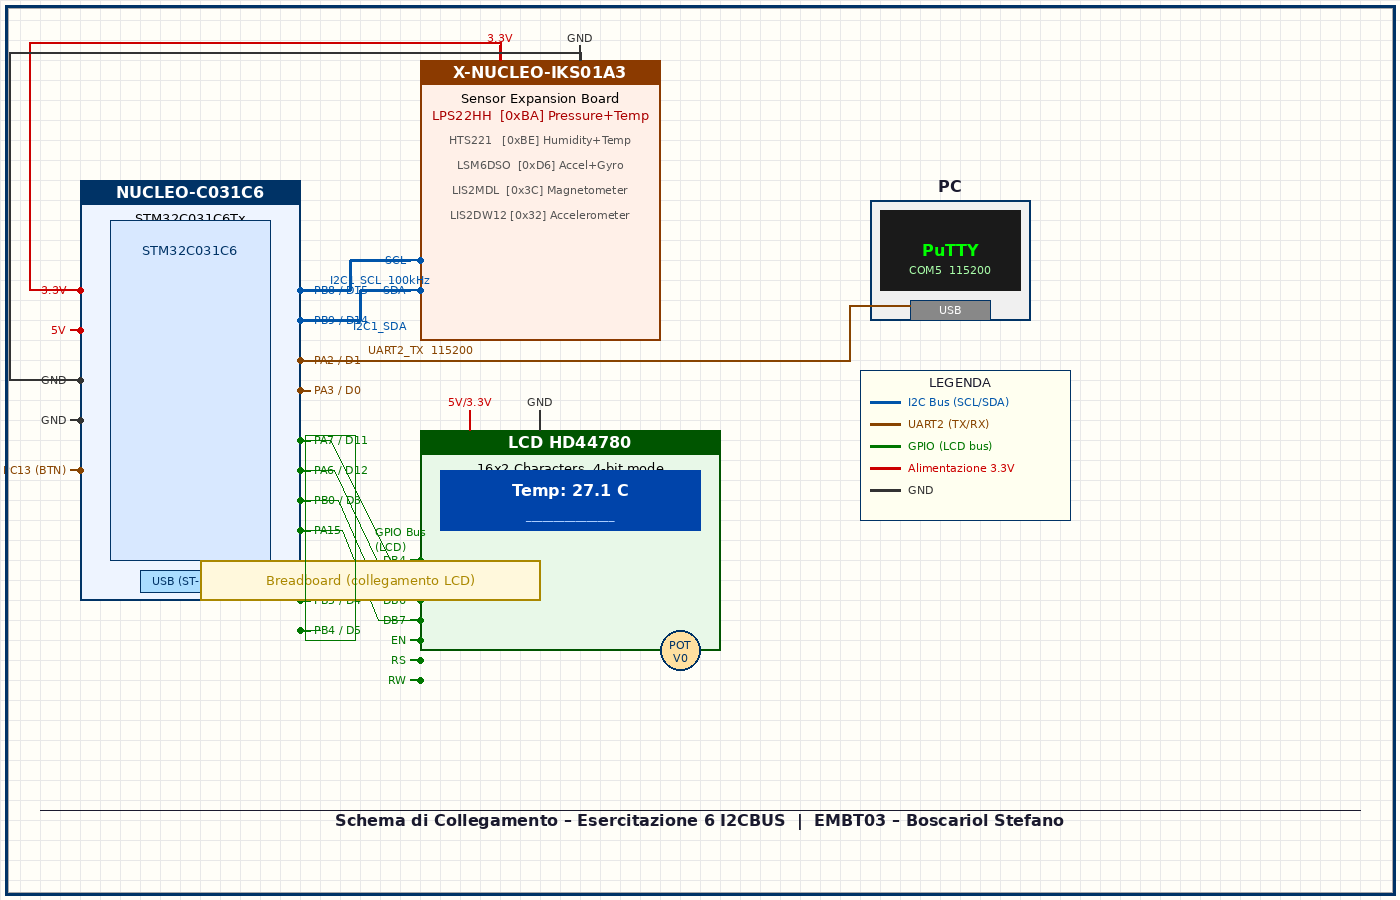 3.3V
GND
X-NUCLEO-IKS01A3
Sensor Expansion Board
LPS22HH [0xBA] Pressure+Temp
HTS221 [0xBE] Humidity+Temp
LSM6DSO [0xD6] Accel+Gyro
LIS2MDL [0x3C] Magnetometer
LIS2DW12 [0x32] Accelerometer
SCL
SDA
NUCLEO-C031C6
STM32C031C6Tx
STM32C031C6
3.3V
5V
GND
GND
PC13 (BTN)
PB8 / D15
PB9 / D14
PA2 / D1
PA3 / D0
PA7 / D11
PA6 / D12
PB0 / D3
PA15
PB4 / D5
USB (ST-
I2C1_SCL 100kHz
I2C1_SDA
UART2_TX 115200
PC
PuTTY
COM5 115200
USB
LEGENDA
I2C Bus (SCL/SDA)
UART2 (TX/RX)
GPIO (LCD bus)
Alimentazione 3.3V
GND
5V/3.3V
GND
LCD HD44780
16x2 Characters, 4-bit mode
Temp: 27.1 C
________________
GPIO Bus
(LCD)
DB4
DB7
EN
RS
RW
POT
V0
Breadboard (collegamento LCD)
Schema di Collegamento – Esercitazione 6 I2CBUS | EMBT03 – Boscariol Stefano